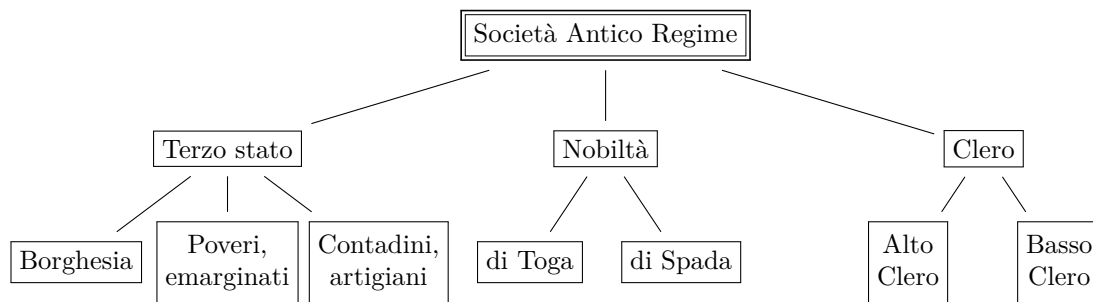 Società Antico Regime
Terzo stato
Nobiltà
Clero
Borghesia
Poveri,
emarginati
Contadini,
artigiani
di Toga
di Spada
Alto
Clero
Basso
Clero